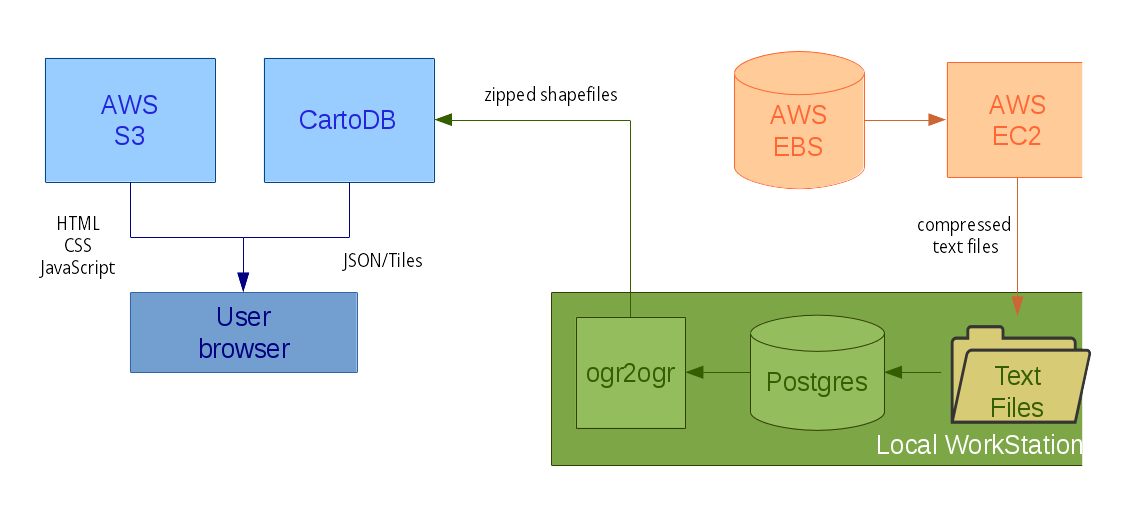 AWS
S3
CartoDB
zipped shapefiles
AWS
EBS
AWS
EC2
HTML
CSS
JavaScript
JSON/Tiles
compressed
text files
User
browser
ogr2ogr
Postgres
Text
Files
Local WorkStation